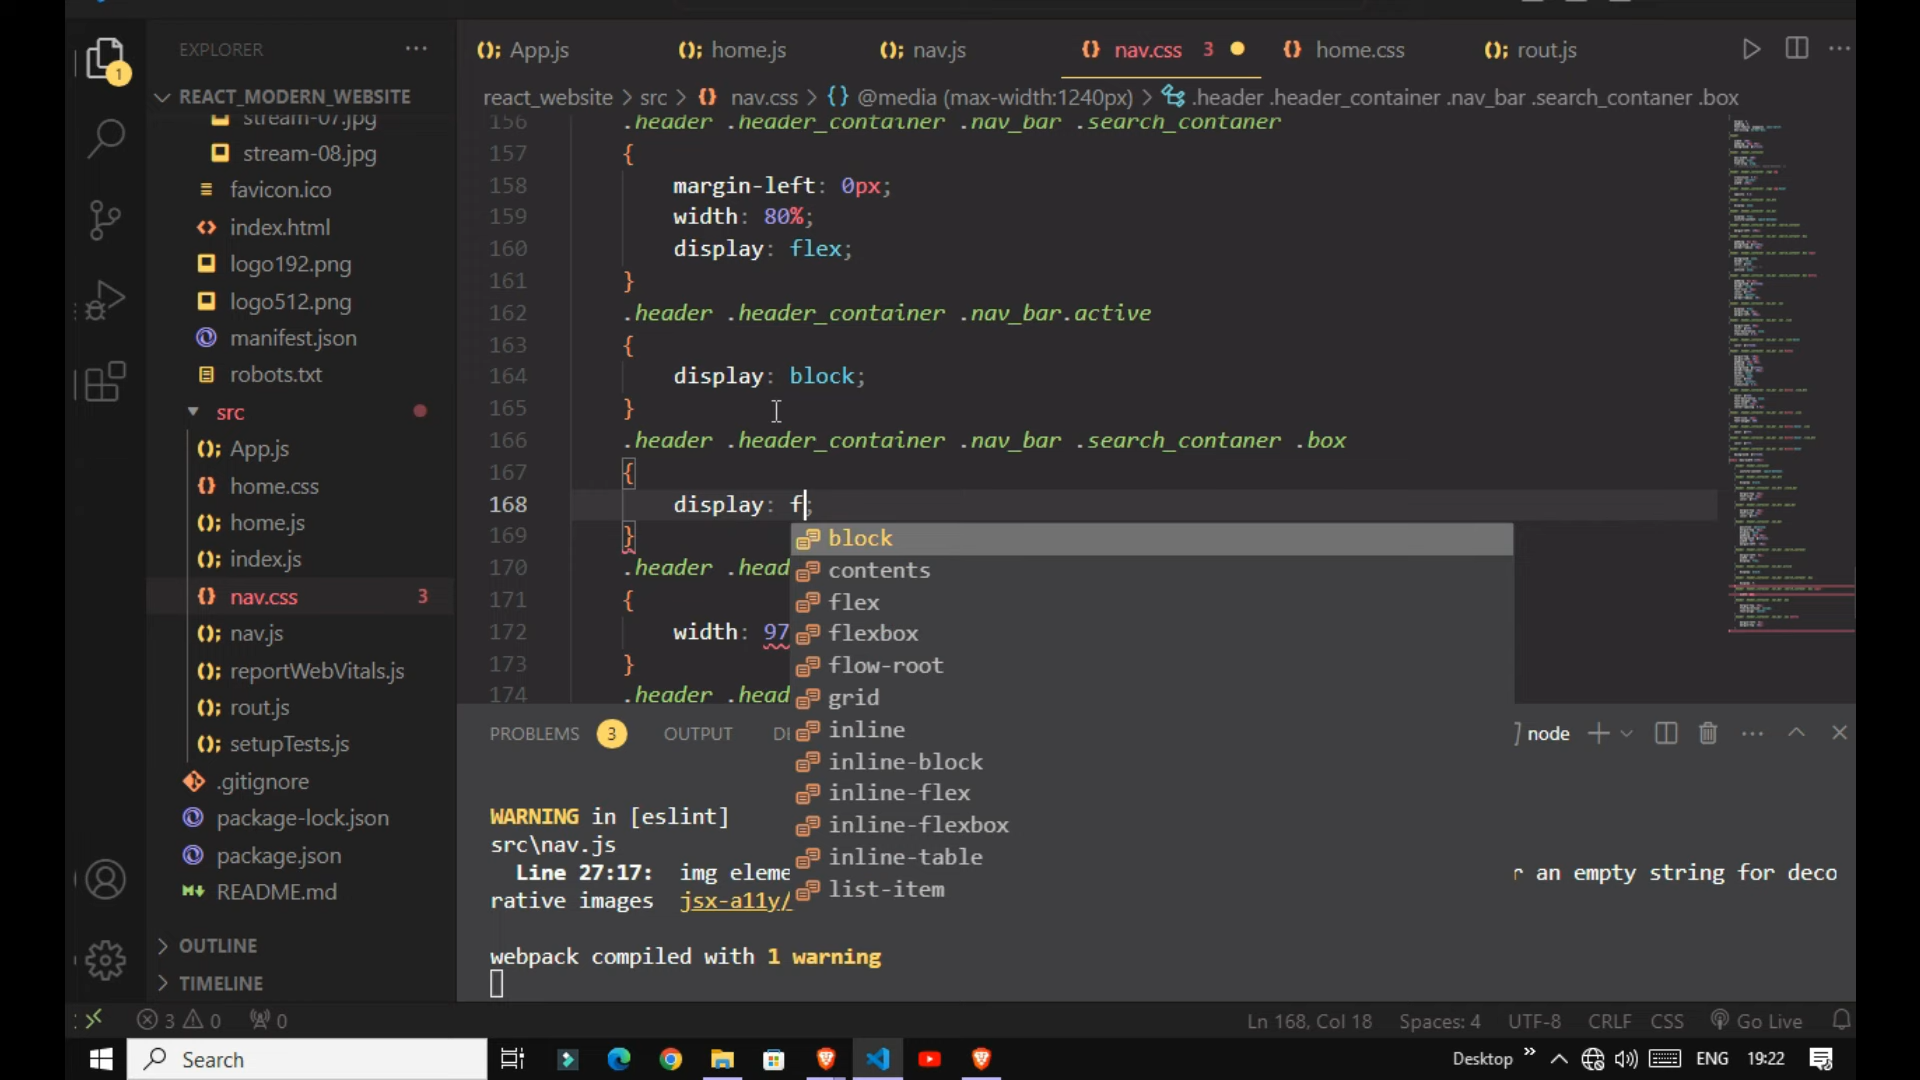 EXPLORER
REACT_MODERN_WEBSITE
stream-07.jpg
stream-08.jpg
favicon.ico
index.html
logo192.png
logo512.png
manifest.json
robots.txt
src
App.js
home.css
home.js
index.js
nav.css 3
nav.js
reportWebVitals.js
rout.js
setupTests.js
.gitignore
package-lock.json
package.json
README.md
OUTLINE
TIMELINE
App.js home.js nav.js nav.css 3 home.css rout.js
react_website > src > nav.css > {} @media (max-width:1240px) > .header .header_container .nav_bar .search_contaner .box
156 .header .header_container .nav_bar .search_contaner
157 {
158 margin-left: 0px;
159 width: 80%;
160 display: flex;
161 }
162 .header .header_container .nav_bar.active
163 {
164 display: block;
165 }
166 .header .header_container .nav_bar .search_contaner .box
167 {
168 display: f;
169 }
170 .header .head
171 {
172 width: 97
173 }
174 .header .head
block
contents
flex
flexbox
flow-root
grid
inline
inline-block
inline-flex
inline-flexbox
inline-table
list-item
PROBLEMS 3 OUTPUT DE node
WARNING in [eslint]
src\nav.js
Line 27:17: img eleme r an empty string for deco
rative images jsx-a11y/
webpack compiled with 1 warning
3 0 0 Ln 168, Col 18 Spaces: 4 UTF-8 CRLF CSS Go Live
Search Desktop ENG 19:22